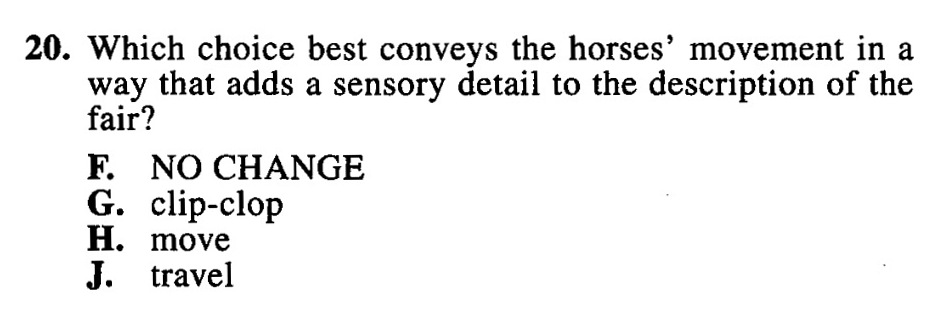 20. Which choice best conveys the horses’ movement in a
way that adds a sensory detail to the description of the
fair?
F. NO CHANGE
G. clip-clop
H. move
J. travel